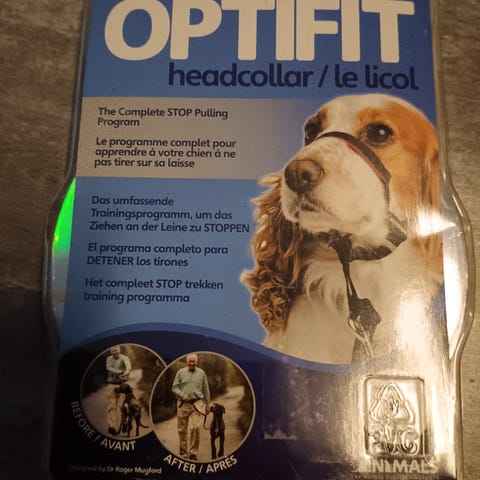 OPTIFIT
headcollar / le licol
The Complete STOP Pulling
Program
Le programme complet pour
apprendre à votre chien à ne
pas tirer sur sa laisse
Das umfassende
Trainingsprogramm, um das
Ziehen an der Leine zu STOPPEN
El programa completo para
DETENER los tirones
Het compleet STOP trekken
training programma
BEFORE / AVANT
AFTER / APRÈS
Designed by Dr Roger Mugford
ANIMALS